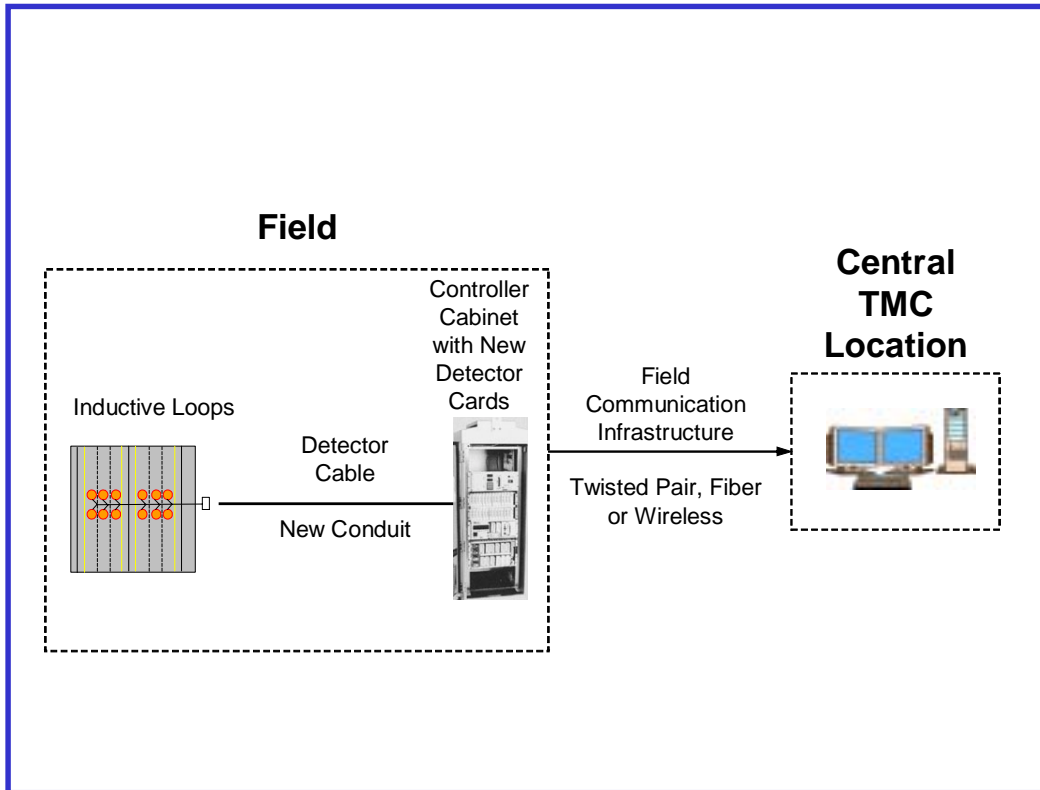 Field
Central
TMC
Location
Controller
Cabinet
with New
Detector
Cards
Inductive Loops
Detector
Cable
New Conduit
Field
Communication
Infrastructure
Twisted Pair, Fiber
or Wireless